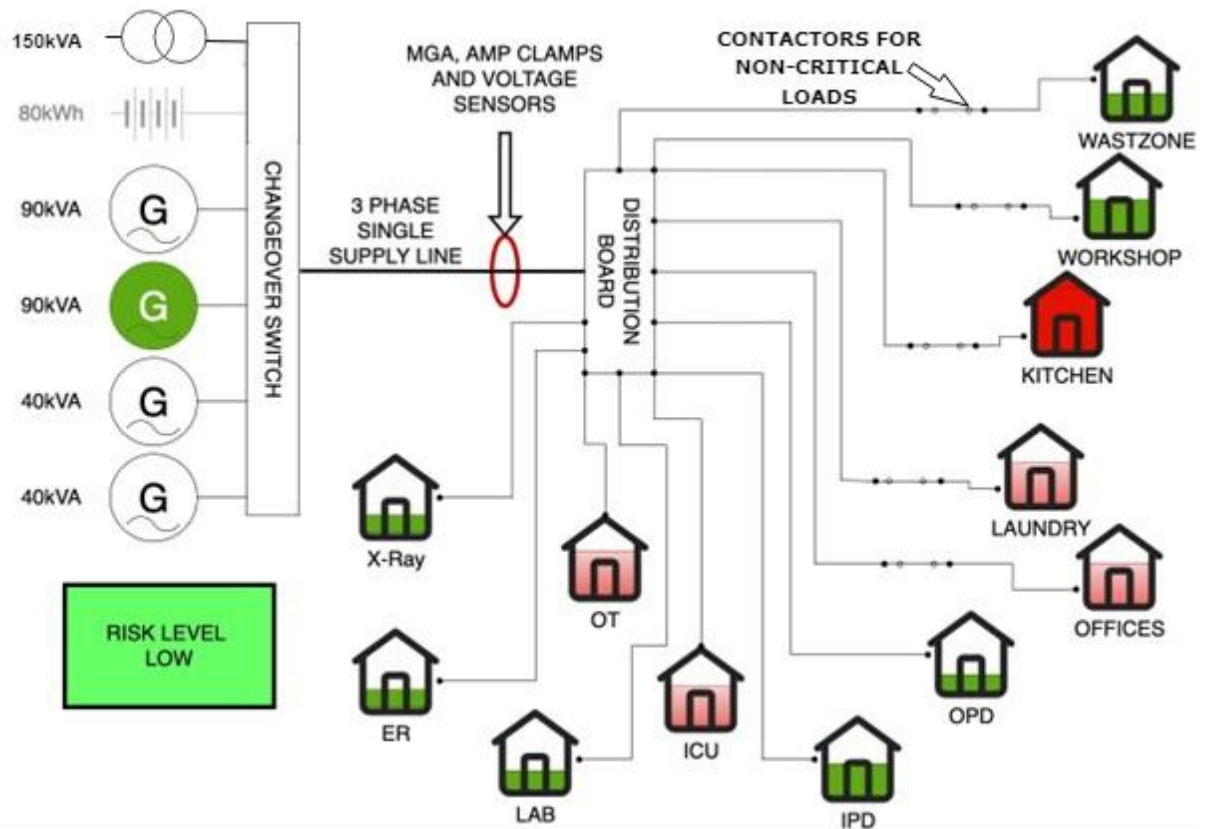 150kVA
80kWh
90kVA
G
90kVA
G
40kVA
G
40kVA
G
CHANGEOVER SWITCH
3 PHASE
SINGLE
SUPPLY LINE
MGA, AMP CLAMPS
AND VOLTAGE
SENSORS
DISTRIBUTION
BOARD
CONTACTORS FOR
NON-CRITICAL
LOADS
WASTZONE
WORKSHOP
KITCHEN
LAUNDRY
OFFICES
OPD
IPD
ICU
OT
LAB
X-Ray
ER
RISK LEVEL
LOW